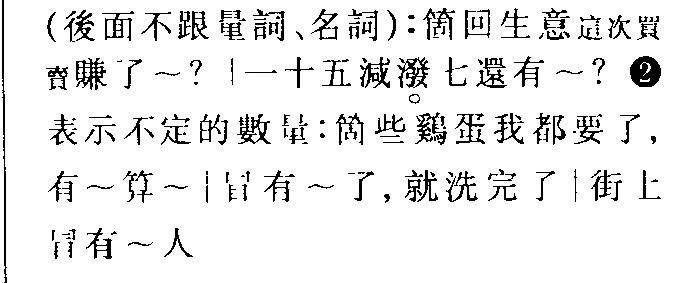 (後面不跟量詞、名詞)：箇回生意這次買
賣賺了～？｜一十五減潑七還有～？❷
表示不定的數量：箇些鷄蛋我都要了，
有～算～｜冒有～了，就洗完了｜街上
冒有～人